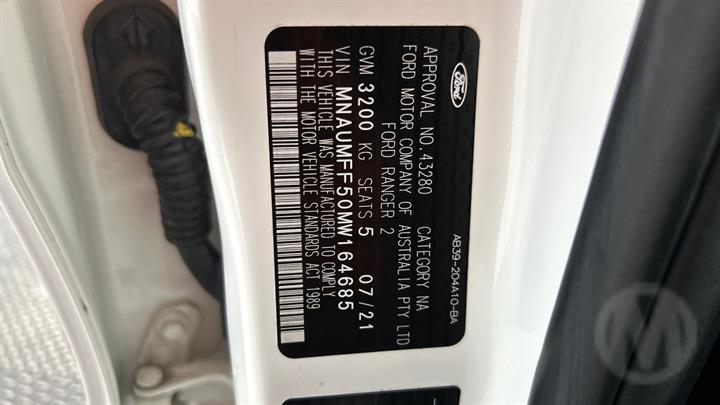 Ford
AB39-204A10-BA
APPROVAL NO.43280 CATEGORY NA
FORD MOTOR COMPANY OF AUSTRALIA PTY LTD
FORD RANGER 2
GVM 3200 KG SEATS 5 07/21
VIN MNAUMFF50MW164685
THIS VEHICLE WAS MANUFACTURED TO COMPLY
WITH THE MOTOR VEHICLE STANDARDS ACT 1989
M